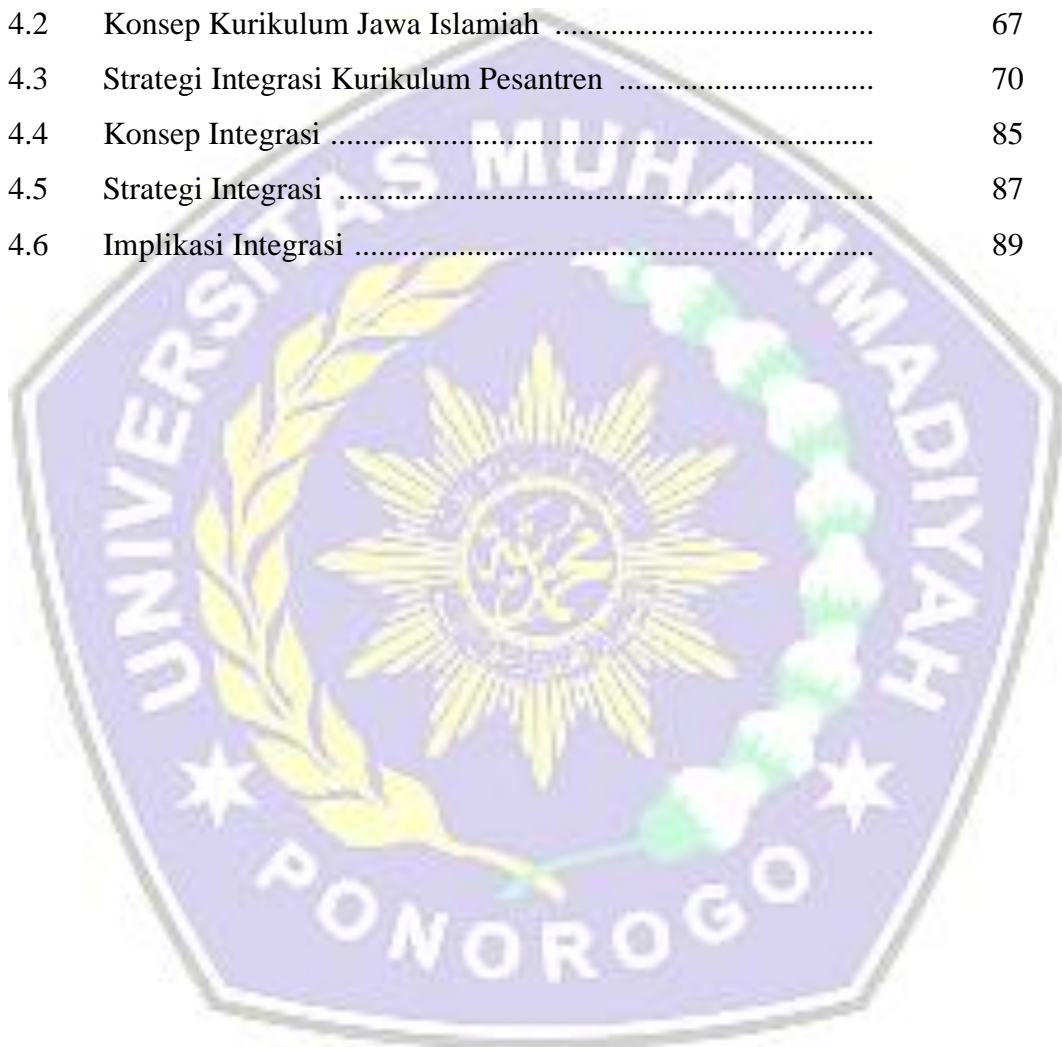 4.2 Konsep Kurikulum Jawa Islamiah ...................................... 67
4.3 Strategi Integrasi Kurikulum Pesantren .............................. 70
4.4 Konsep Integrasi ................................................................ 85
4.5 Strategi Integrasi ............................................................... 87
4.6 Implikasi Integrasi ............................................................. 89
UNIVERSITAS MUHAMMADIYAH
PONOROGO